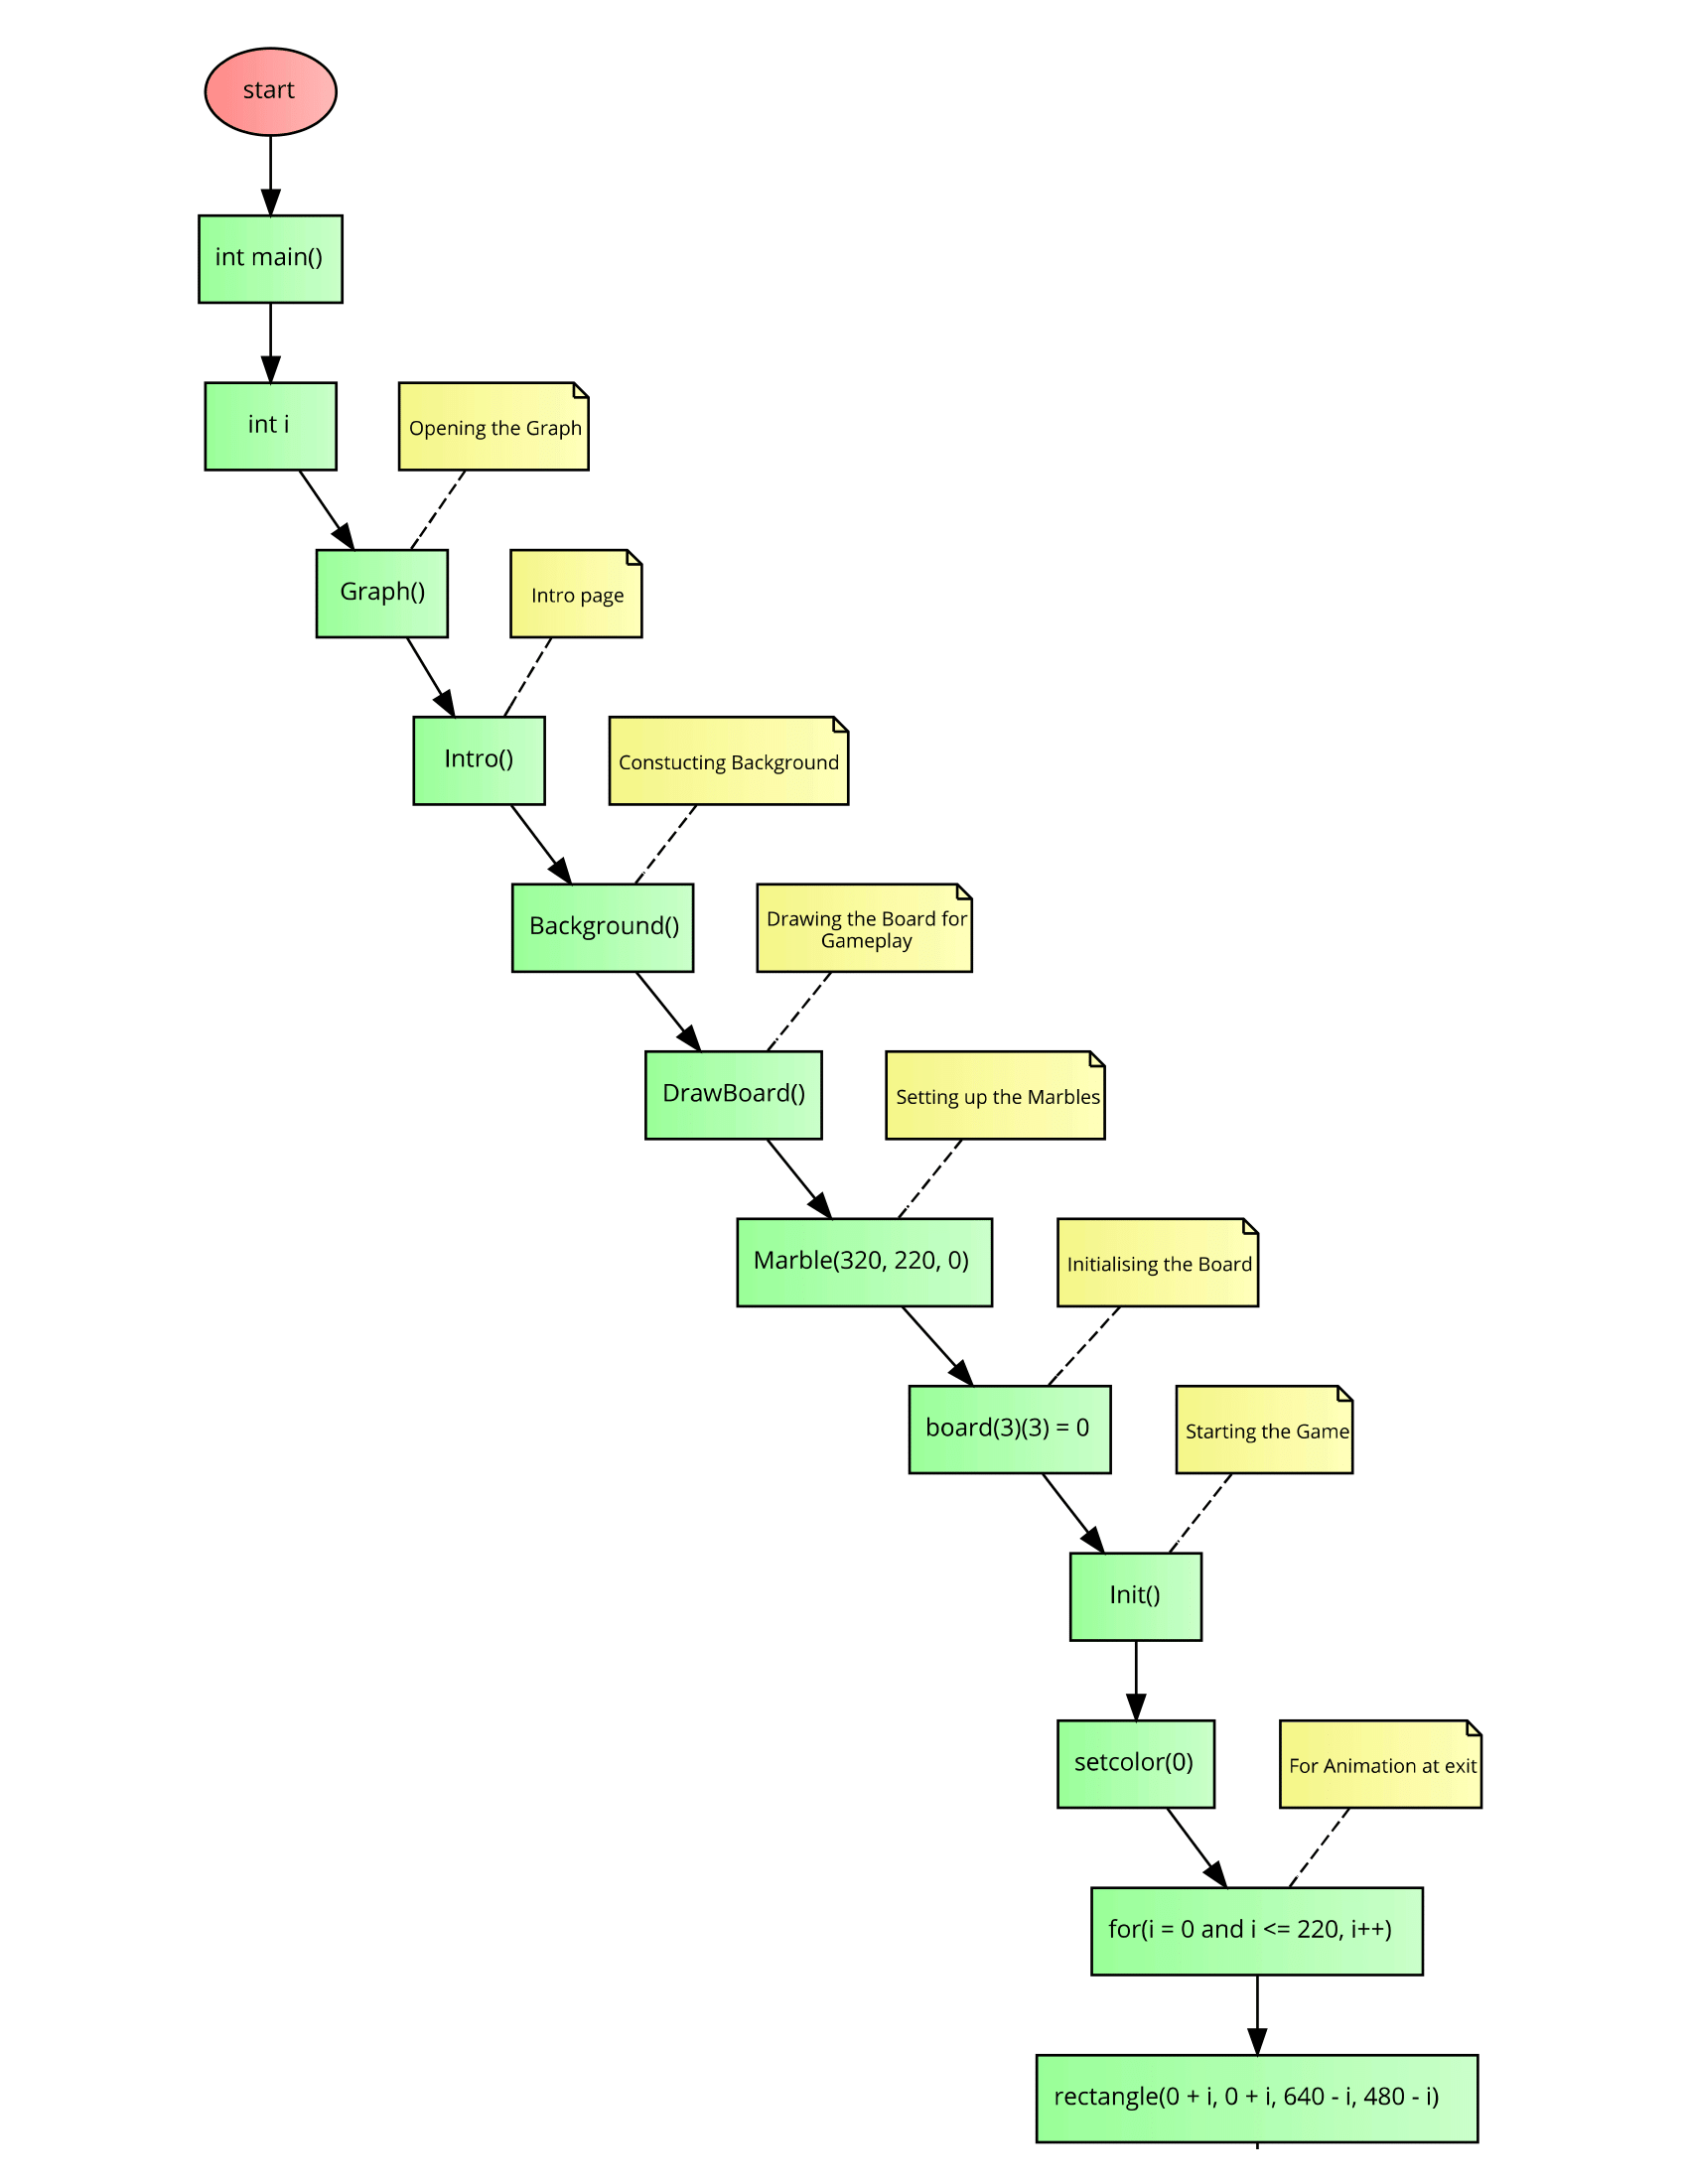 start
int main()
int i
Opening the Graph
Graph()
Intro page
Intro()
Constucting Background
Background()
Drawing the Board for
Gameplay
DrawBoard()
Setting up the Marbles
Marble(320, 220, 0)
Initialising the Board
board(3)(3) = 0
Starting the Game
Init()
setcolor(0)
For Animation at exit
for(i = 0 and i <= 220, i++)
rectangle(0 + i, 0 + i, 640 - i, 480 - i)